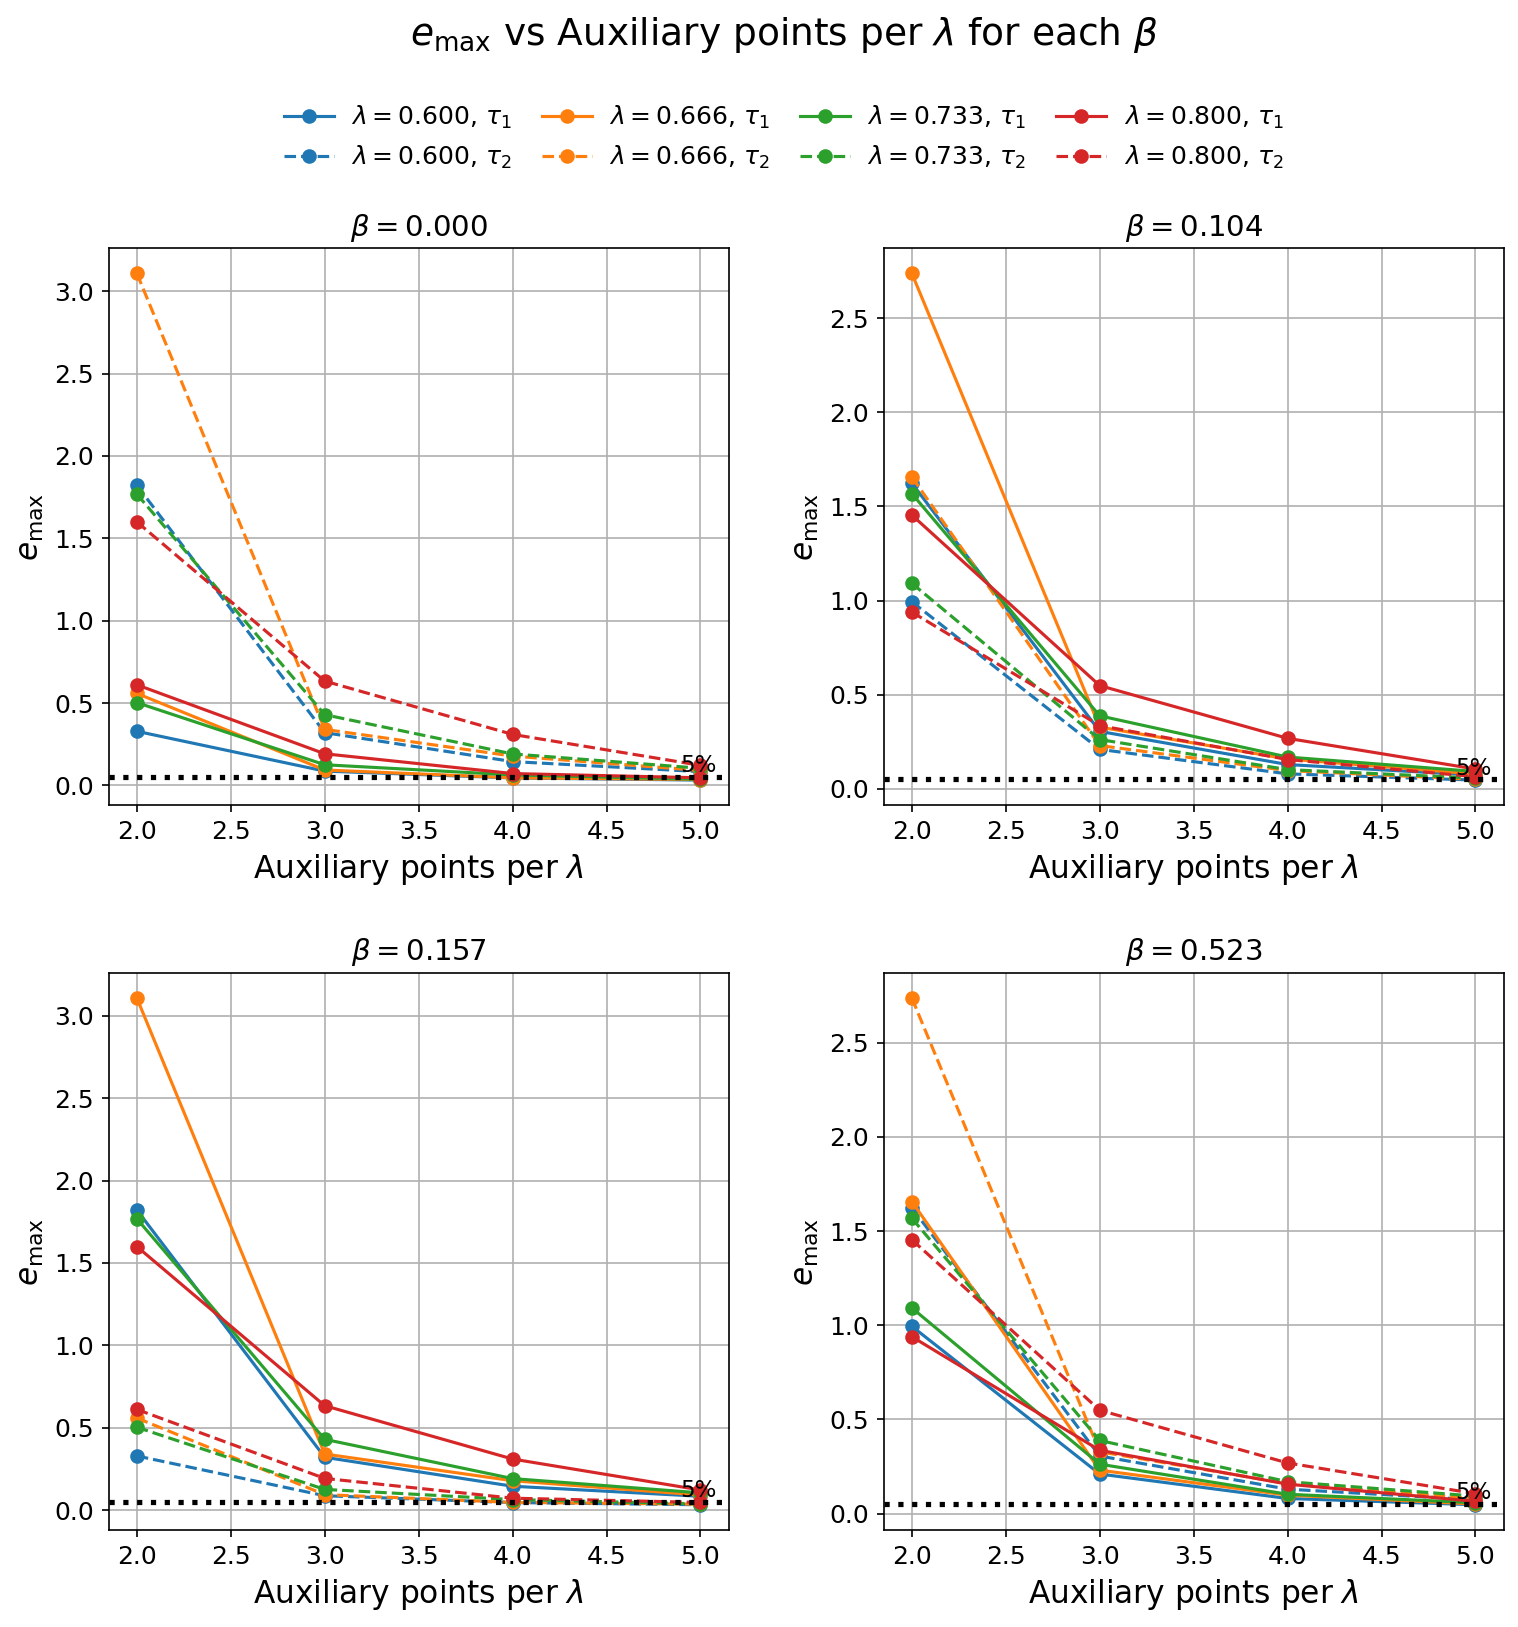 e_max vs Auxiliary points per λ for each β
λ = 0.600, τ₁ λ = 0.666, τ₁ λ = 0.733, τ₁ λ = 0.800, τ₁
λ = 0.600, τ₂ λ = 0.666, τ₂ λ = 0.733, τ₂ λ = 0.800, τ₂
β = 0.000
e_max
3.0
2.5
2.0
1.5
1.0
0.5
0.0
5%
2.0 2.5 3.0 3.5 4.0 4.5 5.0
Auxiliary points per λ
β = 0.104
e_max
2.5
2.0
1.5
1.0
0.5
0.0
5%
2.0 2.5 3.0 3.5 4.0 4.5 5.0
Auxiliary points per λ
β = 0.157
e_max
3.0
2.5
2.0
1.5
1.0
0.5
0.0
5%
2.0 2.5 3.0 3.5 4.0 4.5 5.0
Auxiliary points per λ
β = 0.523
e_max
2.5
2.0
1.5
1.0
0.5
0.0
5%
2.0 2.5 3.0 3.5 4.0 4.5 5.0
Auxiliary points per λ